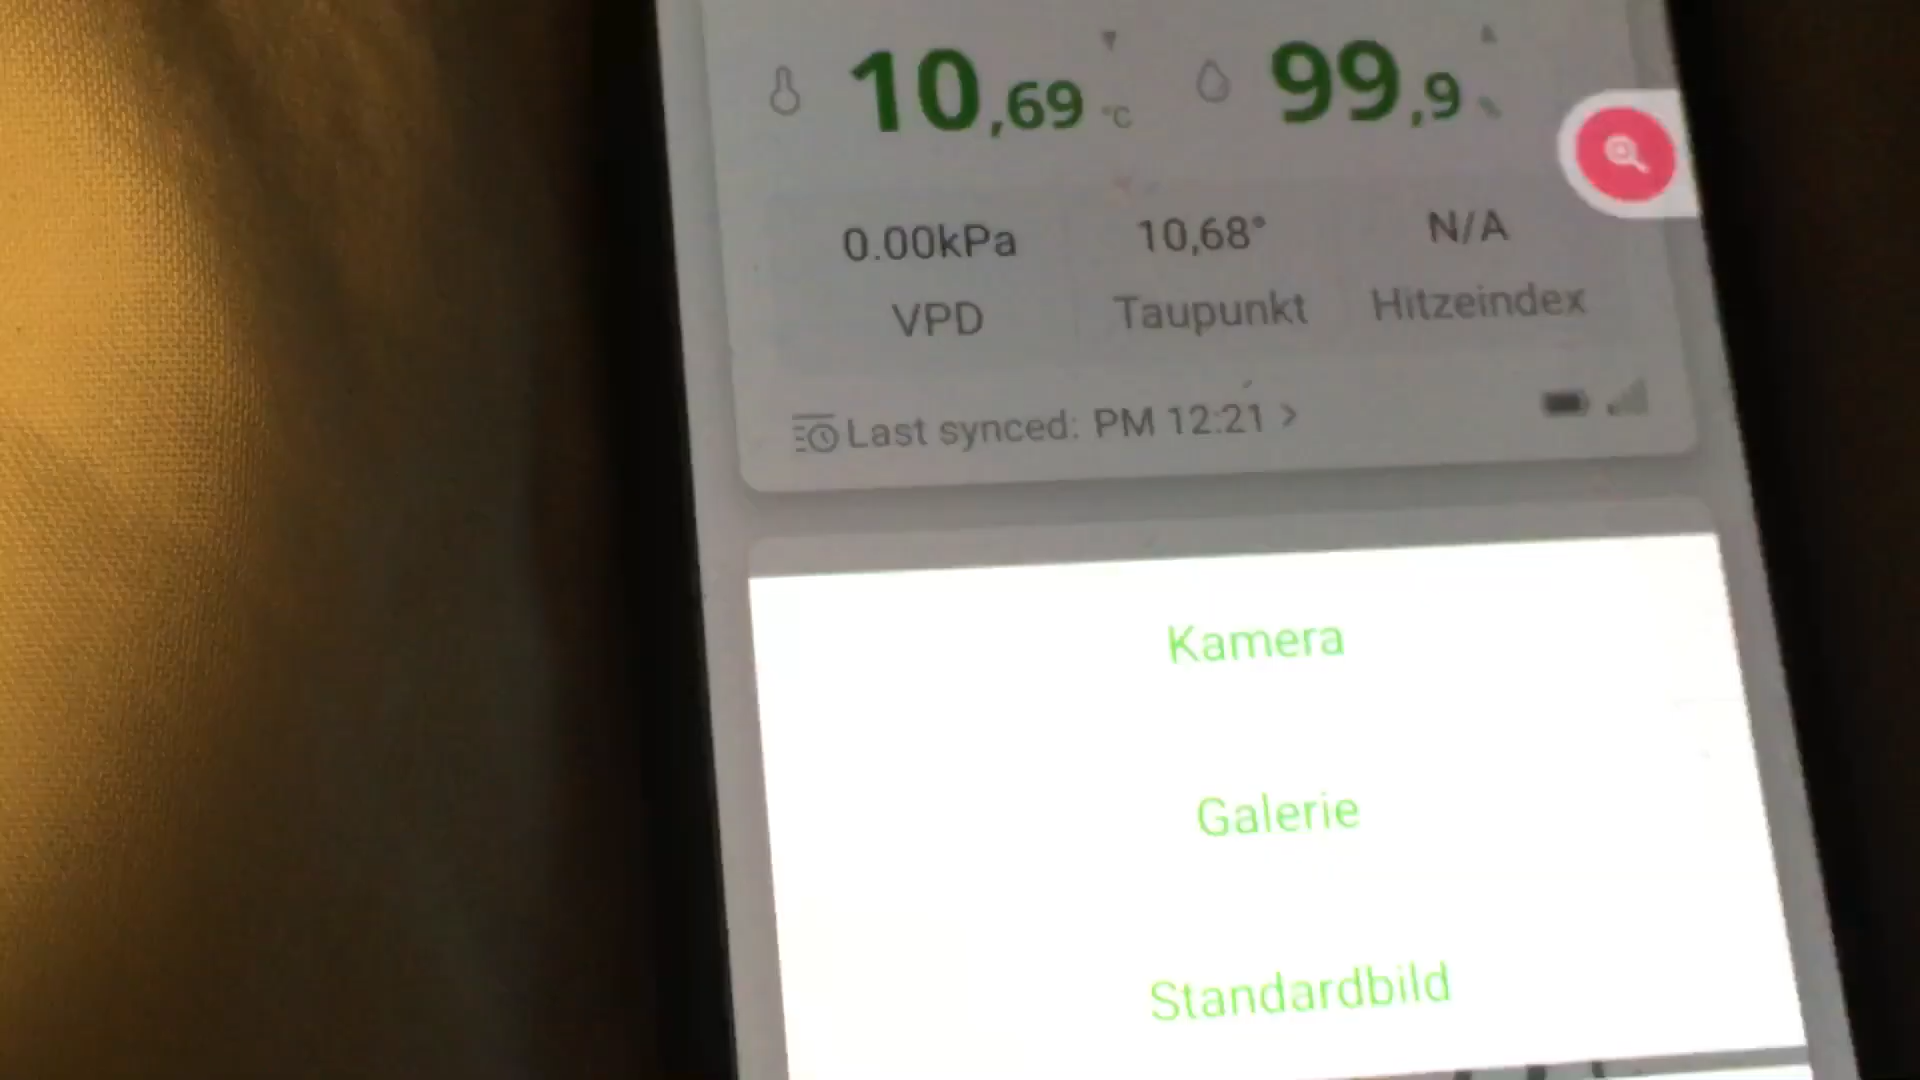 10,69 °C 99,9 %
0.00kPa 10,68° N/A
VPD Taupunkt Hitzeindex
Last synced: PM 12:21 >
Kamera
Galerie
Standardbild